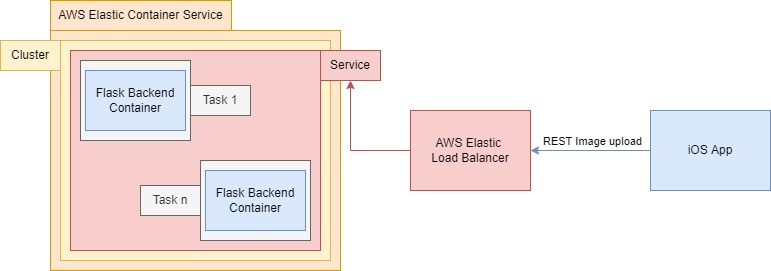 AWS Elastic Container Service
Cluster
Service
Flask Backend
Container
Task 1
Task n
Flask Backend
Container
AWS Elastic
Load Balancer
REST Image upload
iOS App